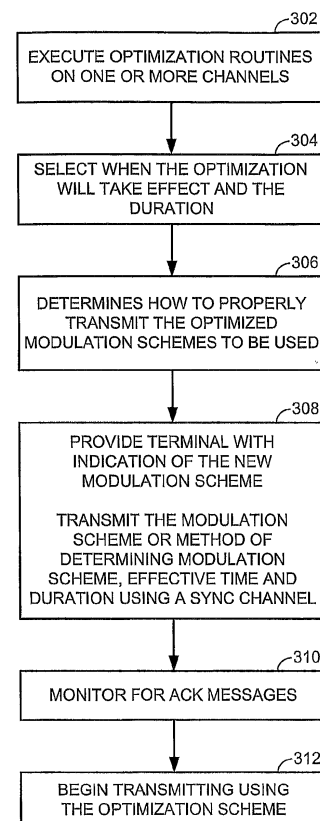 302
EXECUTE OPTIMIZATION ROUTINES
ON ONE OR MORE CHANNELS
304
SELECT WHEN THE OPTIMIZATION
WILL TAKE EFFECT AND THE
DURATION
306
DETERMINES HOW TO PROPERLY
TRANSMIT THE OPTIMIZED
MODULATION SCHEMES TO BE USED
308
PROVIDE TERMINAL WITH
INDICATION OF THE NEW
MODULATION SCHEME
TRANSMIT THE MODULATION
SCHEME OR METHOD OF
DETERMINING MODULATION
SCHEME, EFFECTIVE TIME AND
DURATION USING A SYNC CHANNEL
310
MONITOR FOR ACK MESSAGES
312
BEGIN TRANSMITTING USING
THE OPTIMIZATION SCHEME